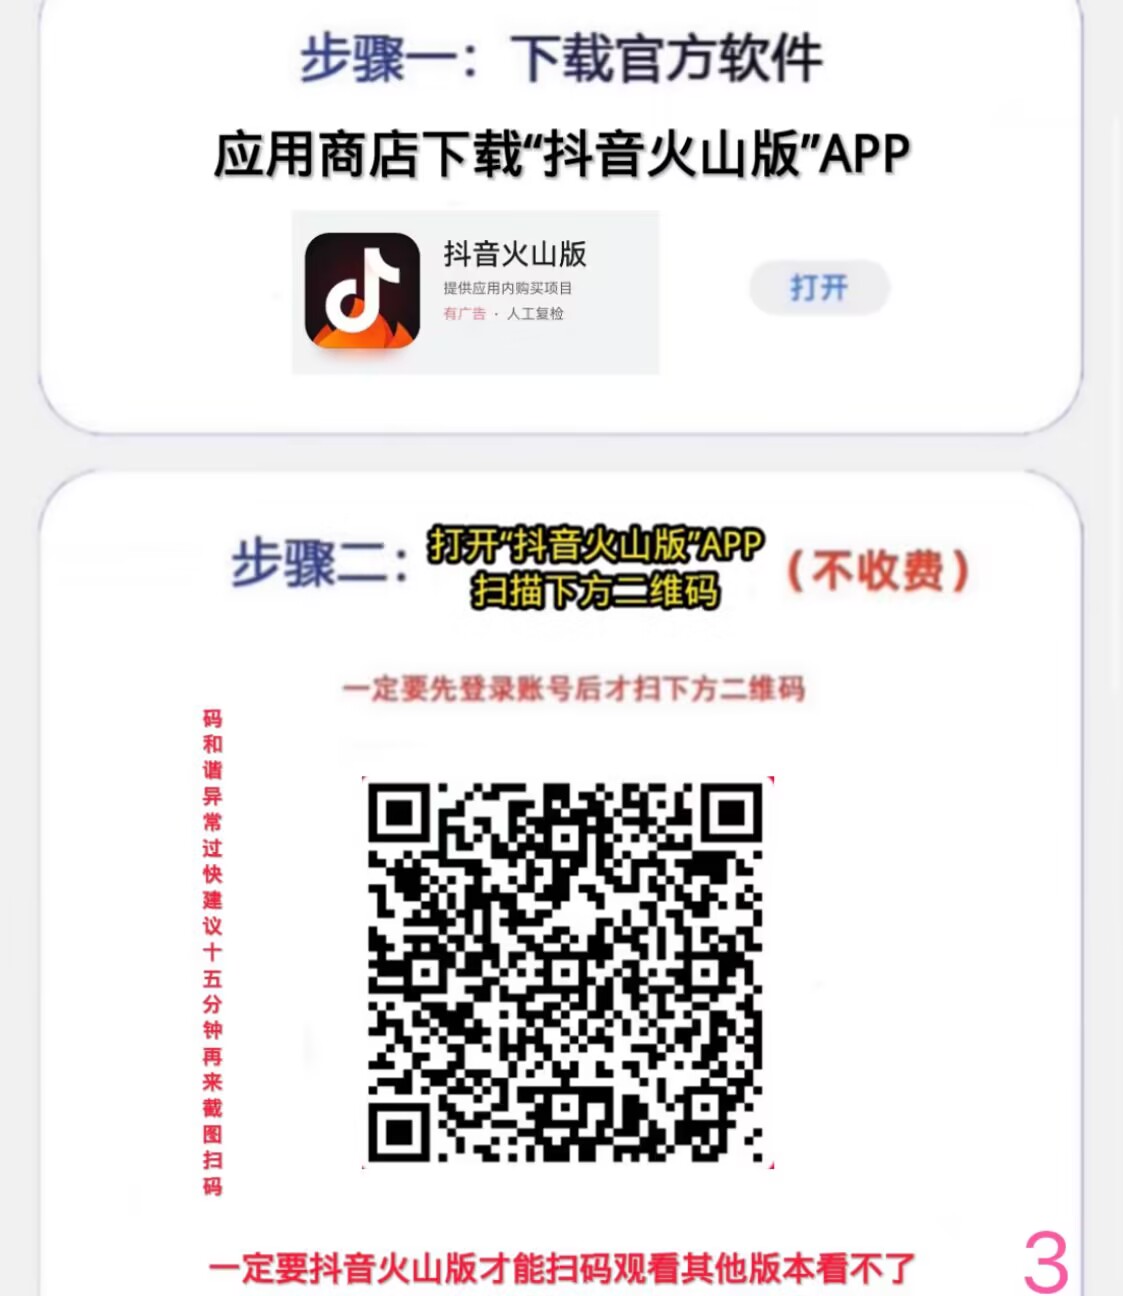 步骤一：下载官方软件
应用商店下载“抖音火山版”APP
抖音火山版
提供应用内购买项目
有广告 · 人工复检
打开
步骤二：
打开“抖音火山版”APP
扫描下方二维码
（不收费）
一定要先登录账号后才扫下方二维码
码和谐异常过快建议十五分钟再来截图扫码
一定要抖音火山版才能扫码观看其他版本看不了
3